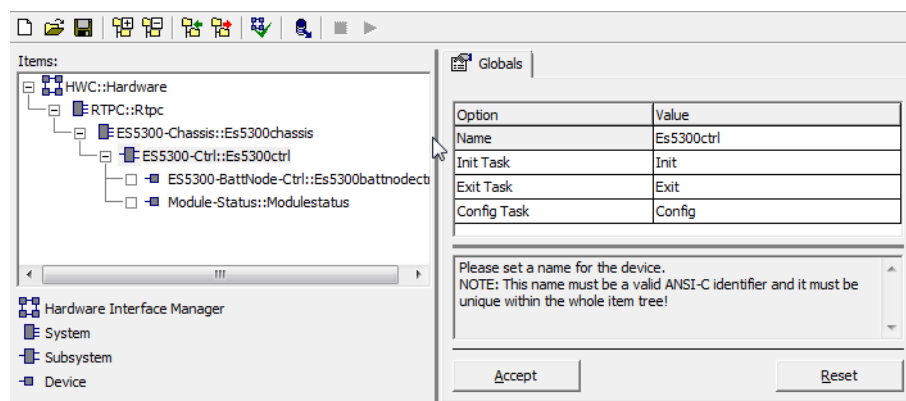 Items:
HWC::Hardware
RTPC::Rtpc
ES5300-Chassis::Es5300chassis
ES5300-Ctrl::Es5300ctrl
ES5300-BattNode-Ctrl::Es5300battnodectr
Module-Status::Modulestatus
Hardware Interface Manager
System
Subsystem
Device
Globals
Option Value
Name Es5300ctrl
Init Task Init
Exit Task Exit
Config Task Config
Please set a name for the device.
NOTE: This name must be a valid ANSI-C identifier and it must be
unique within the whole item tree!
Accept Reset